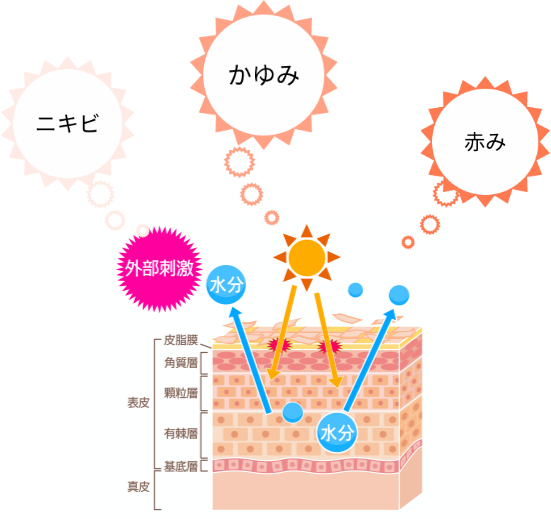 かゆみ
ニキビ
赤み
外部刺激
水分
皮脂膜
角質層
顆粒層
表皮
有棘層
水分
基底層
真皮